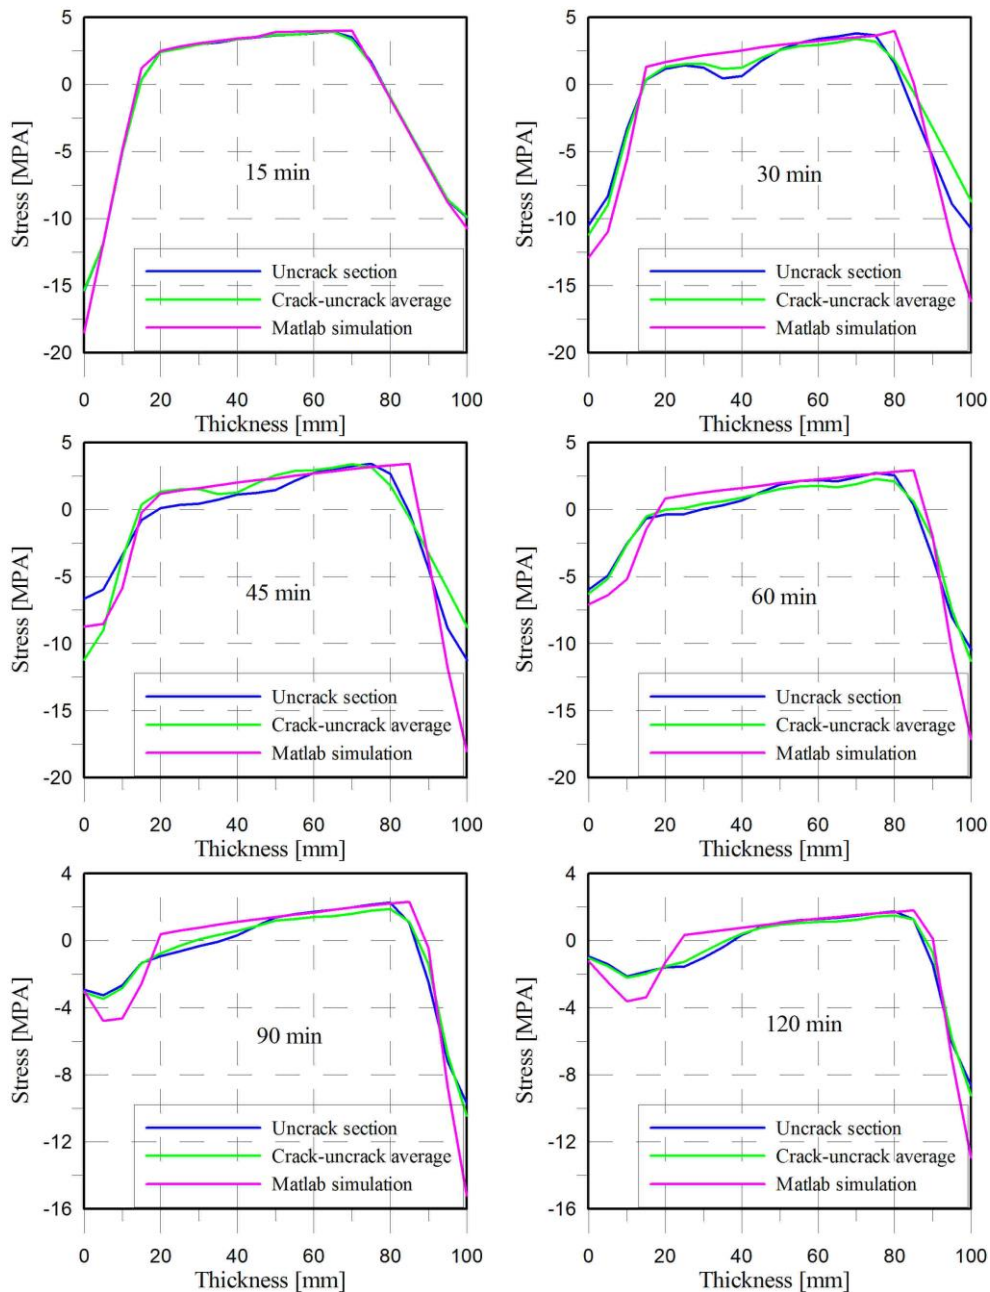 5
0
-5
-10
-15
-20
Stress [MPA]
15 min
Uncrack section
Crack-uncrack average
Matlab simulation
0 20 40 60 80 100
Thickness [mm]
5
0
-5
-10
-15
-20
Stress [MPA]
30 min
Uncrack section
Crack-uncrack average
Matlab simulation
0 20 40 60 80 100
Thickness [mm]
5
0
-5
-10
-15
-20
Stress [MPA]
45 min
Uncrack section
Crack-uncrack average
Matlab simulation
0 20 40 60 80 100
Thickness [mm]
5
0
-5
-10
-15
-20
Stress [MPA]
60 min
Uncrack section
Crack-uncrack average
Matlab simulation
0 20 40 60 80 100
Thickness [mm]
4
0
-4
-8
-12
-16
Stress [MPA]
90 min
Uncrack section
Crack-uncrack average
Matlab simulation
0 20 40 60 80 100
Thickness [mm]
4
0
-4
-8
-12
-16
Stress [MPA]
120 min
Uncrack section
Crack-uncrack average
Matlab simulation
0 20 40 60 80 100
Thickness [mm]